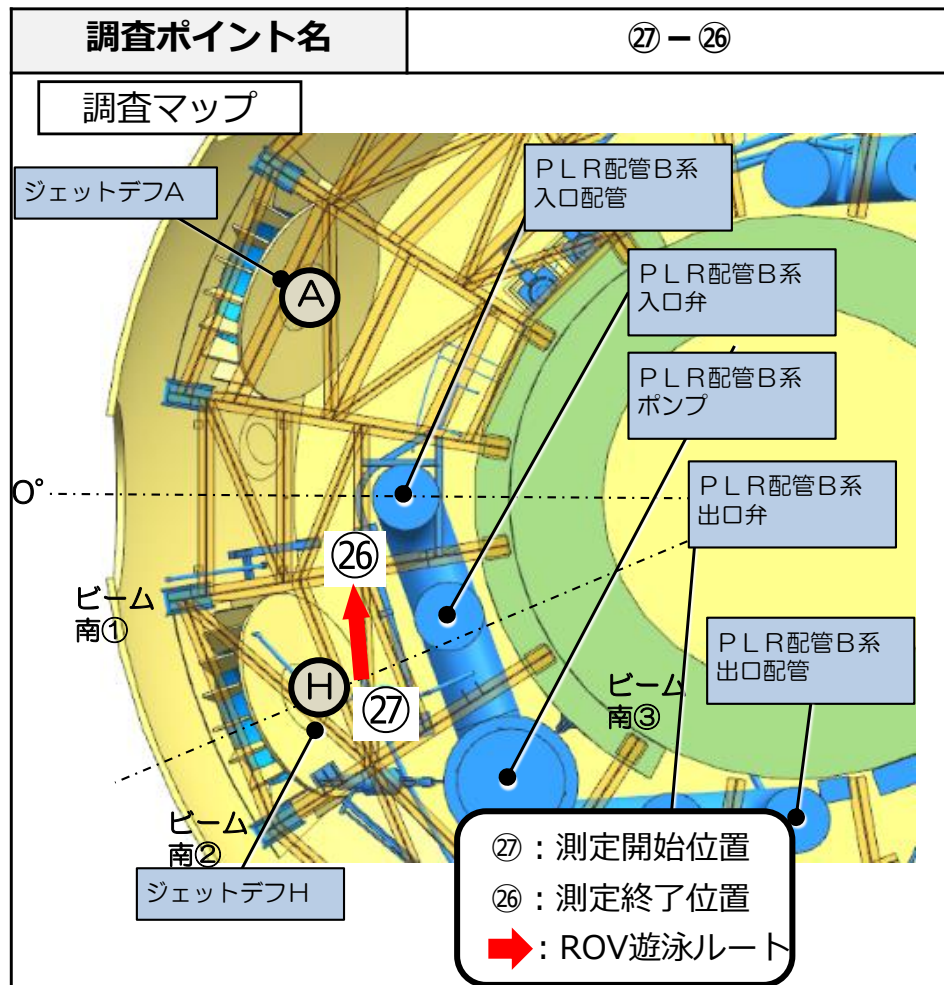 調査ポイント名
㉗ー㉖
調査マップ
ジェットデフA
PLR配管B系
入口配管
A
PLR配管B系
入口弁
PLR配管B系
ポンプ
0°
PLR配管B系
出口弁
㉖
ビーム
南①
PLR配管B系
出口配管
H
㉗
ビーム
南③
ビーム
南②
ジェットデフH
㉗：測定開始位置
㉖：測定終了位置
：ROV遊泳ルート